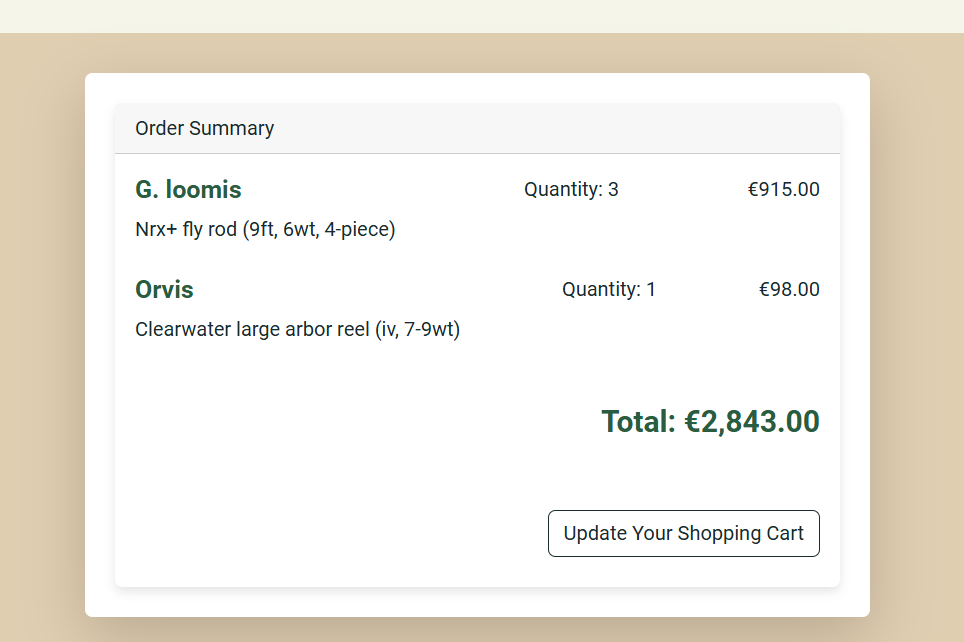 Order Summary
G. loomis Quantity: 3 €915.00
Nrx+ fly rod (9ft, 6wt, 4-piece)
Orvis Quantity: 1 €98.00
Clearwater large arbor reel (iv, 7-9wt)
Total: €2,843.00
Update Your Shopping Cart